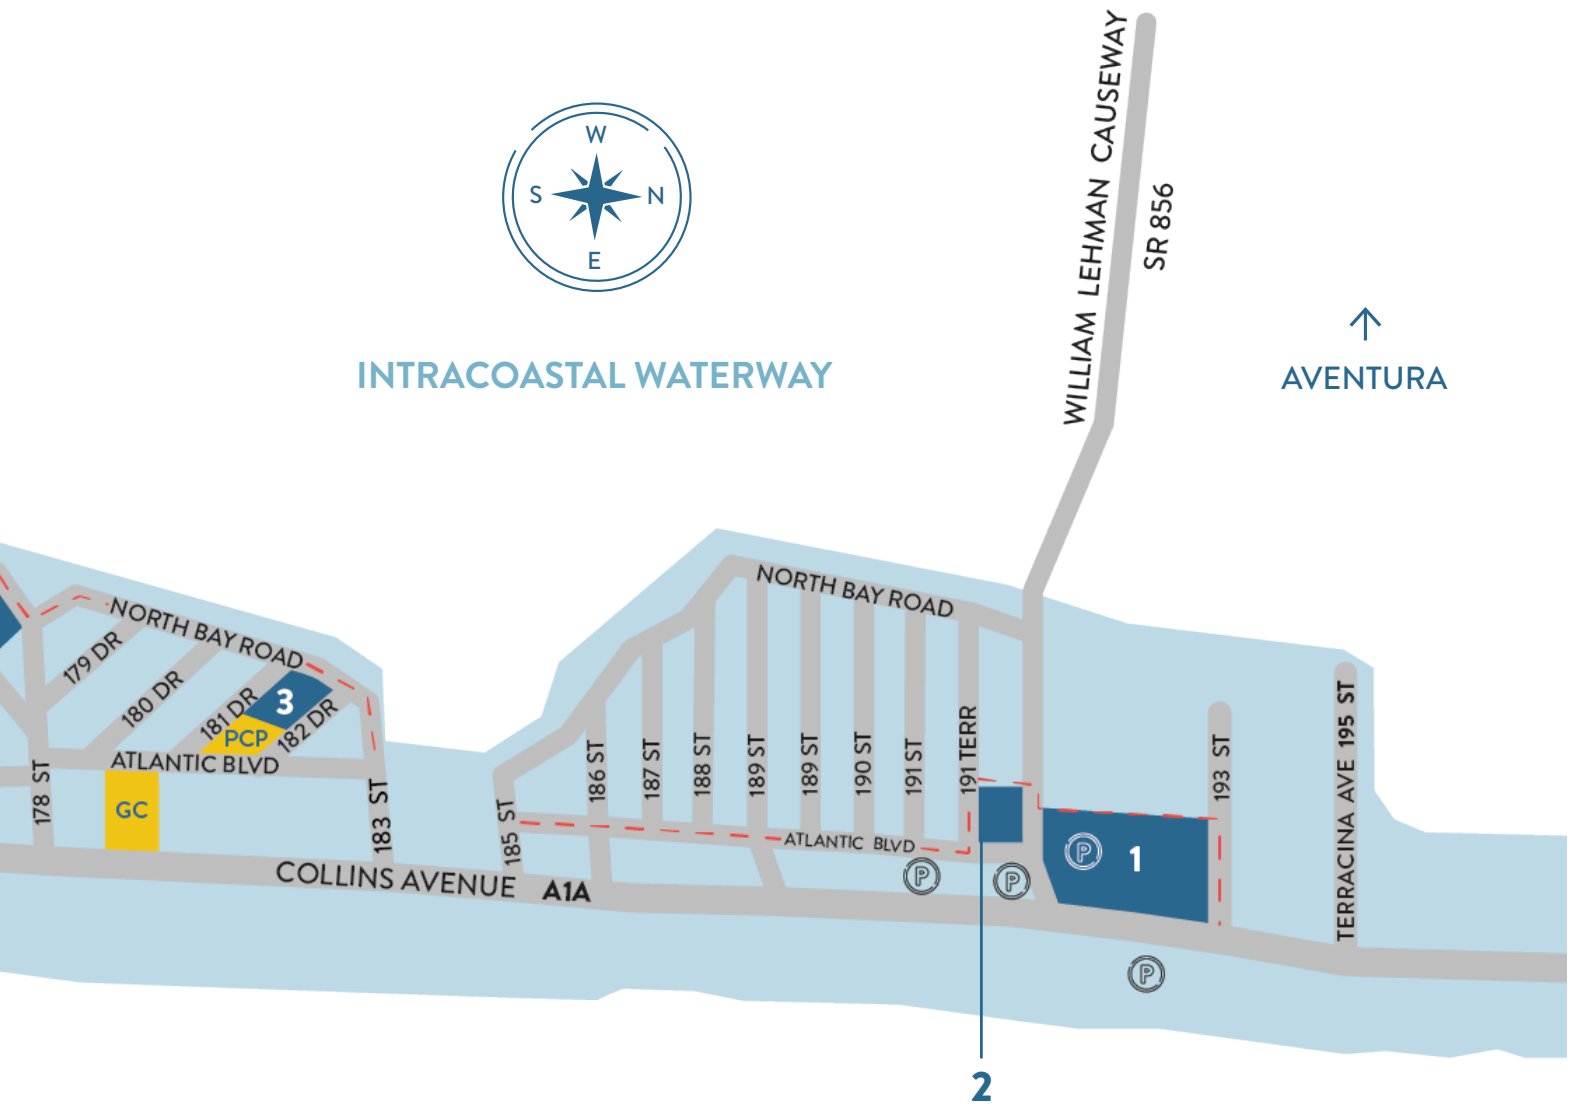 W
S
N
E
WILLIAM LEHMAN CAUSEWAY
SR 856
INTRACOASTAL WATERWAY
AVENTURA
NORTH BAY ROAD
179 DR
180 DR
181 DR
3
182 DR
PCP
ATLANTIC BLVD
178 ST
GC
183 ST
NORTH BAY ROAD
185 ST
186 ST
187 ST
188 ST
189 ST
189 ST
190 ST
191 ST
191 TERR
193 ST
TERRACINA AVE 195 ST
ATLANTIC BLVD
P
P
P
1
COLLINS AVENUE A1A
P
2